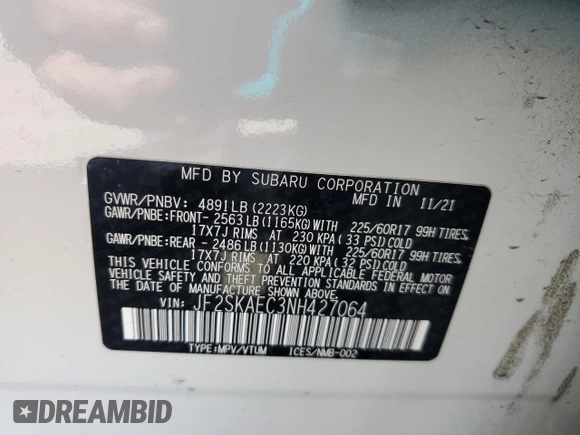 MFD BY SUBARU CORPORATION
MFD IN 11/21
GVWR/PNBV: 4891LB (2223KG)
GAWR/PNBE:FRONT- 2563LB (1165KG)WITH 225/60R17 99H TIRES,
17X7J RIMS AT 230 KPA ( 33 PSI)COLD
GAWR/PNBE:REAR - 2486LB(1130KG)WITH 225/60R17 99H TIRES,
17X7J RIMS AT 220 KPA ( 32 PSI)COLD
THIS VEHICLE CONFORMS TO ALL APPLICABLE FEDERAL MOTOR
VEHICLE SAFETY AND THEFT PREVENTION STANDARDS IN EFFECT ON THE DATE
OF MANUFACTURE SHOWN ABOVE.
VIN: JF2SKAEC3NH427064
TYPE:MPV/VTUM ICES/NMB-002
DREAMBID